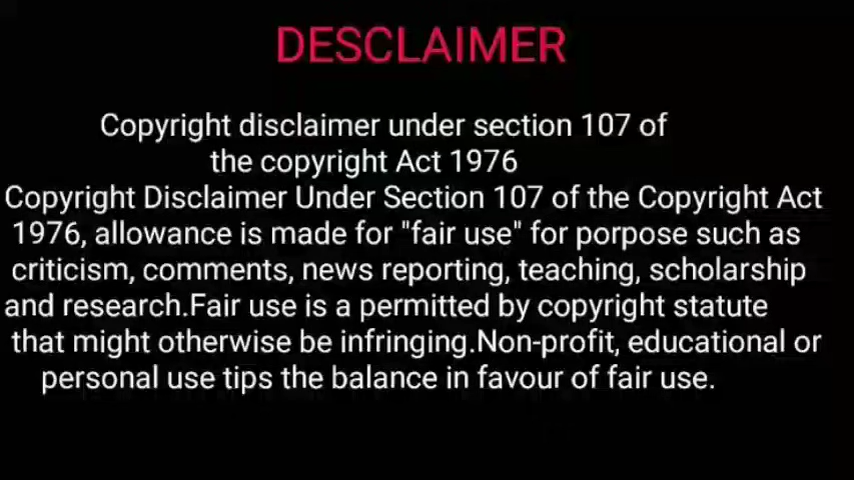 DESCLAIMER
Copyright disclaimer under section 107 of
the copyright Act 1976
Copyright Disclaimer Under Section 107 of the Copyright Act
1976, allowance is made for "fair use" for porpose such as
criticism, comments, news reporting, teaching, scholarship
and research.Fair use is a permitted by copyright statute
that might otherwise be infringing.Non-profit, educational or
personal use tips the balance in favour of fair use.